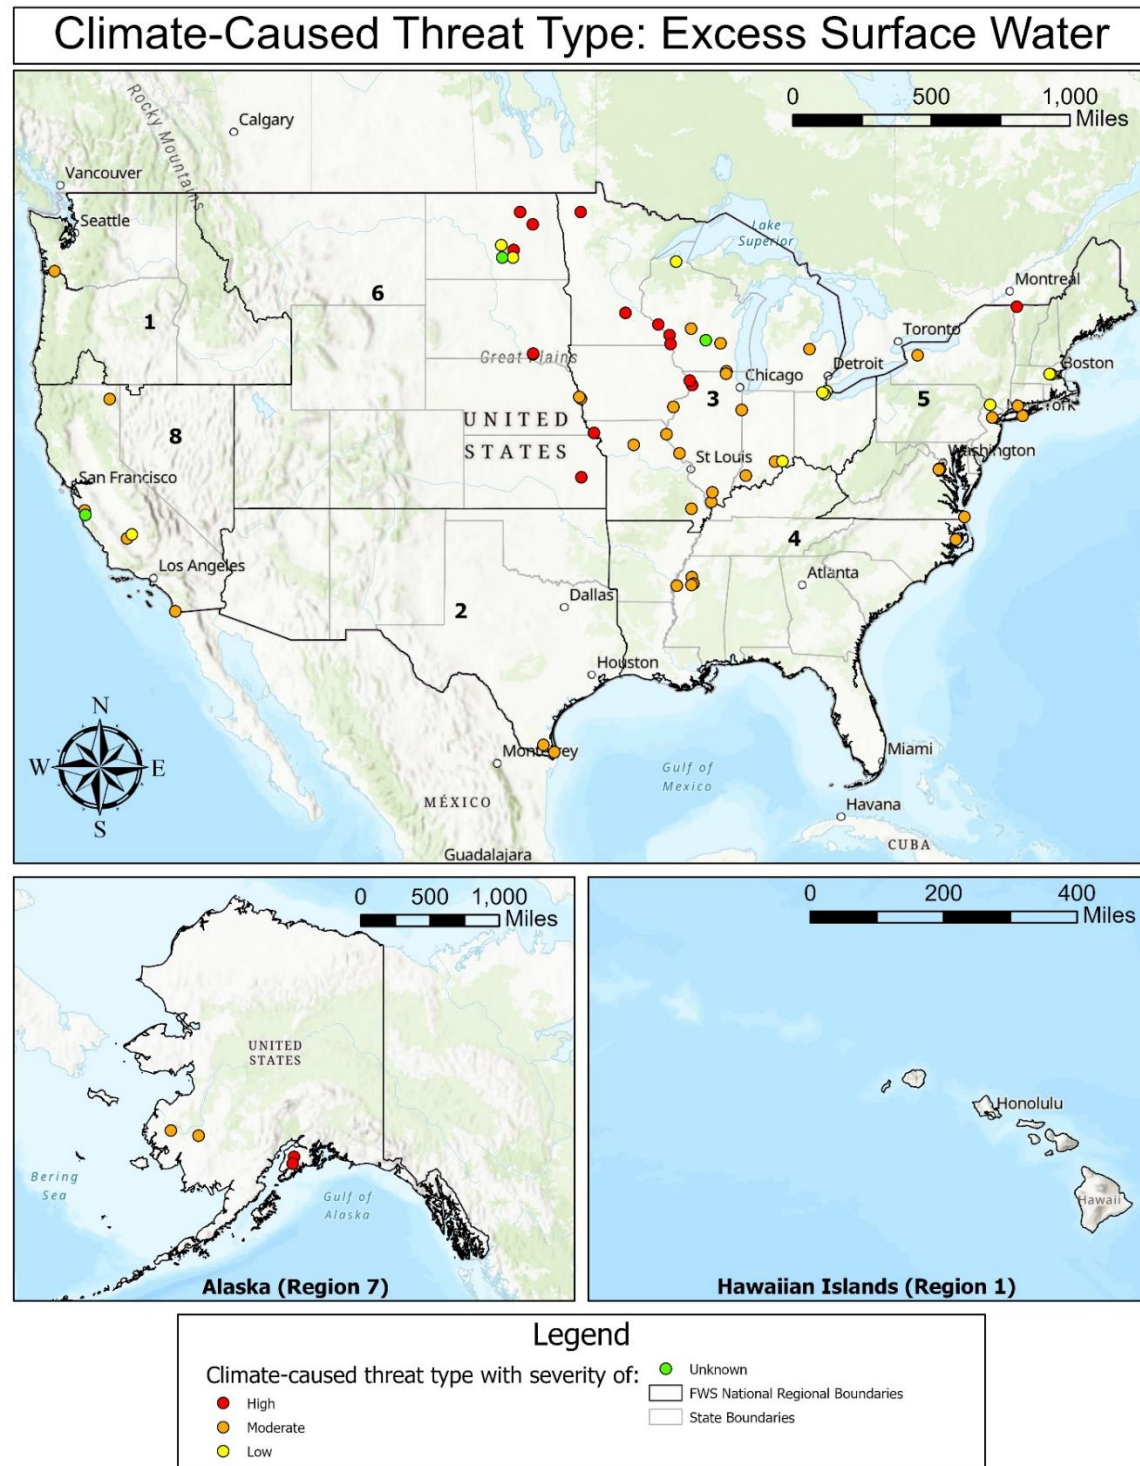 Climate-Caused Threat Type: Excess Surface Water
0 500 1,000
Miles
Rocky Mountains
Calgary
Vancouver
Seattle
Lake
Superior
Montreal
6
1
Toronto
Great Plains
Detroit
Boston
Chicago
3
5
UNITED
STATES
8
San Francisco
St Louis
Washington
4
Los Angeles
Atlanta
2
Dallas
Houston
N
W E
S
Monterrey
Gulf of
Mexico
Miami
MÉXICO
Havana
CUBA
Guadalajara
0 500 1,000
Miles
UNITED
STATES
Bering
Sea
Gulf of
Alaska
Alaska (Region 7)
0 200 400
Miles
Honolulu
Hawaii
Hawaiian Islands (Region 1)
Legend
Climate-caused threat type with severity of:
High
Moderate
Low
Unknown
FWS National Regional Boundaries
State Boundaries